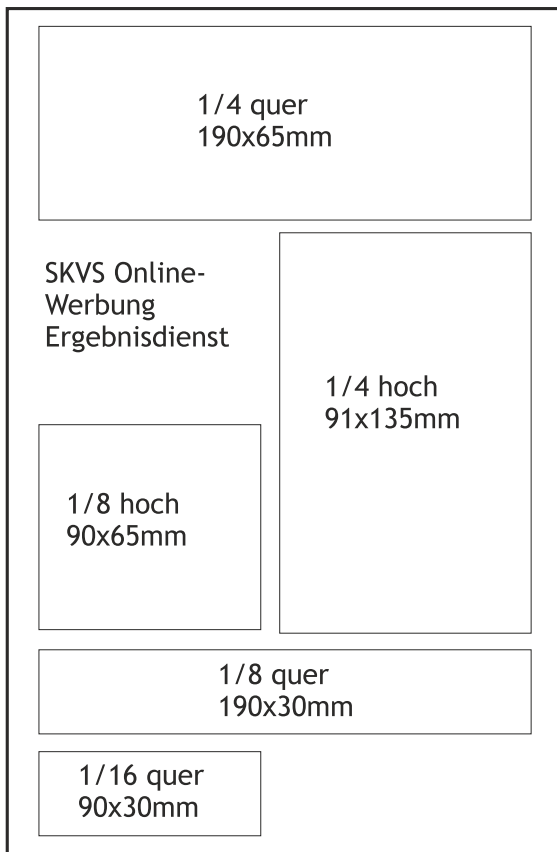 1/4 quer
190x65mm
SKVS Online-
Werbung
Ergebnisdienst
1/4 hoch
91x135mm
1/8 hoch
90x65mm
1/8 quer
190x30mm
1/16 quer
90x30mm